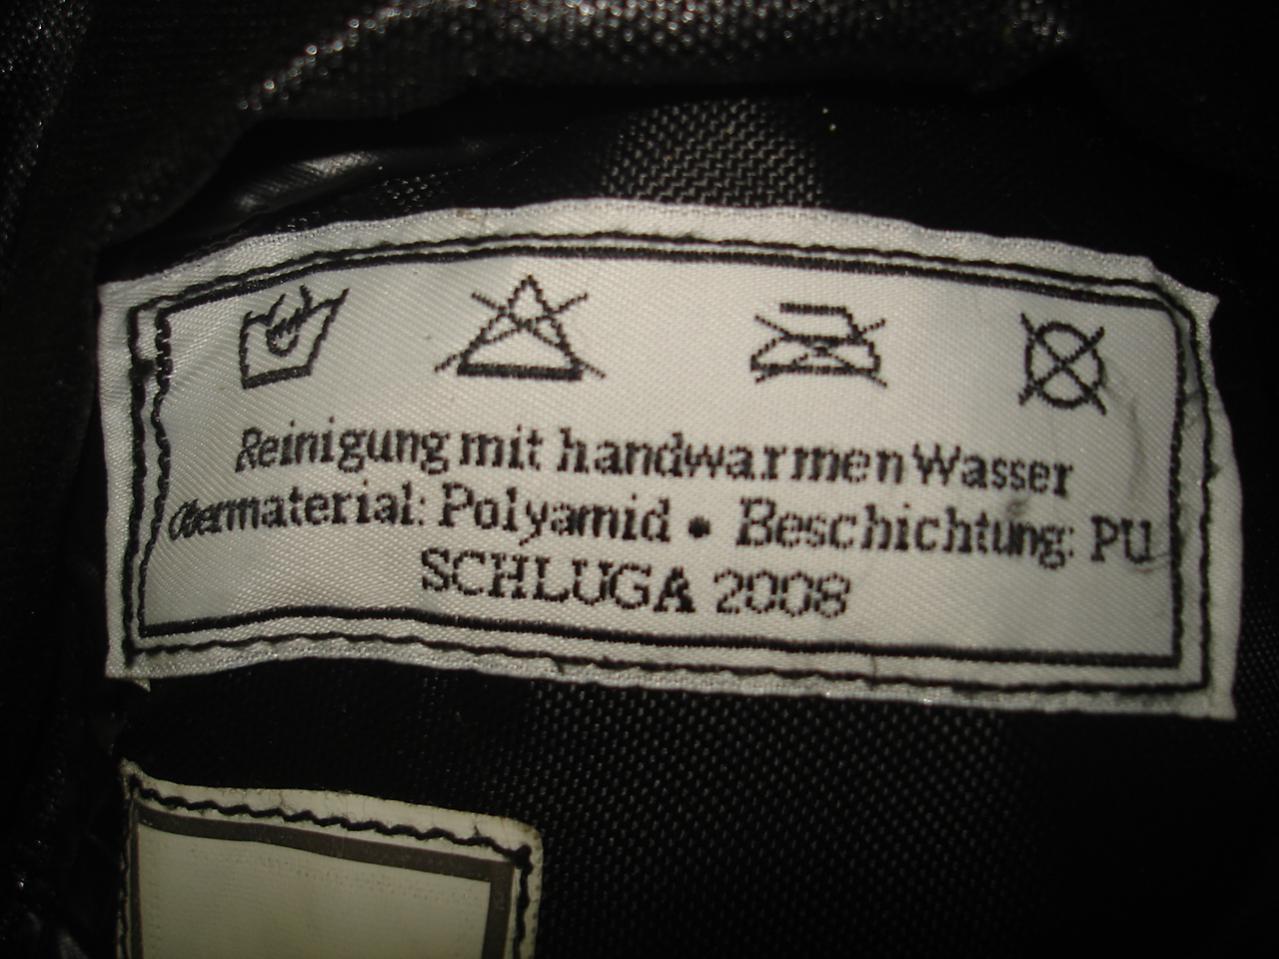 Reinigung mit handwarmen Wasser
Obermaterial: Polyamid • Beschichtung: PU
SCHLUGA 2008